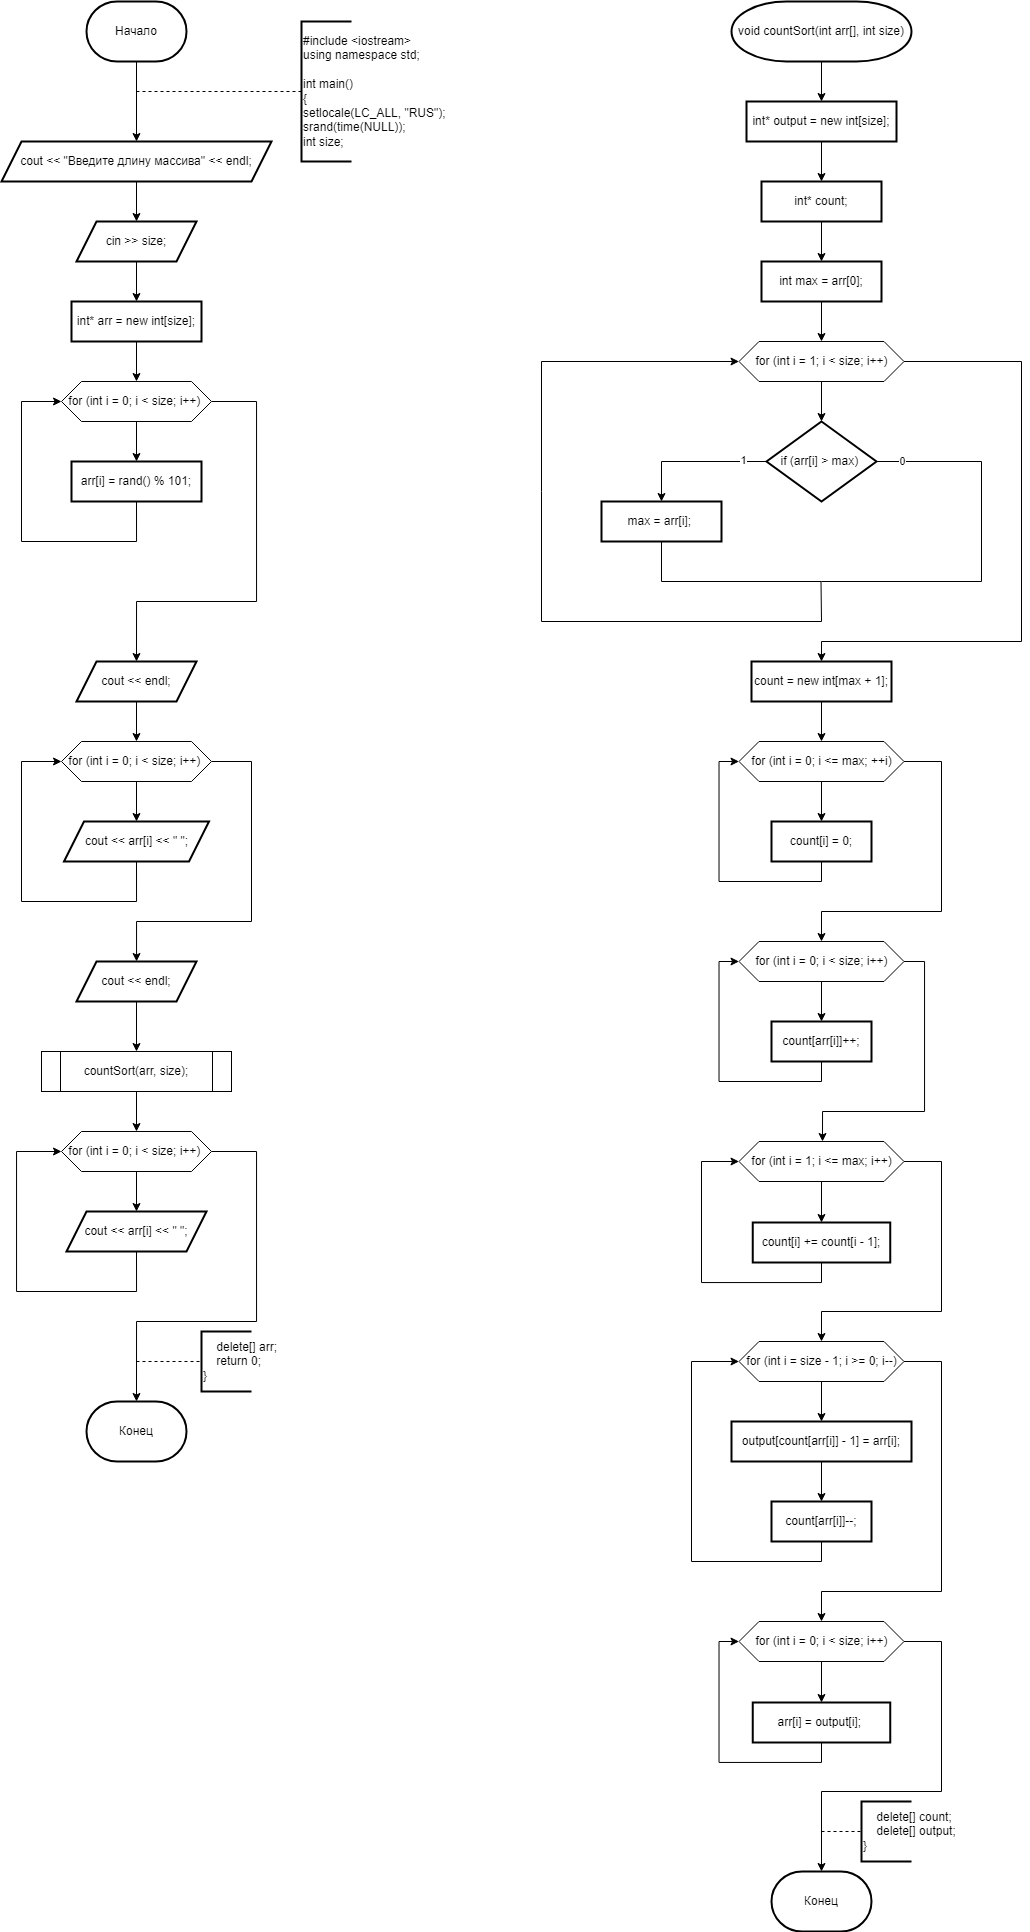 Начало
#include <iostream>
using namespace std;
int main()
{
setlocale(LC_ALL, "RUS");
srand(time(NULL));
int size;
cout << "Введите длину массива" << endl;
cin >> size;
int* arr = new int[size];
for (int i = 0; i < size; i++)
arr[i] = rand() % 101;
cout << endl;
for (int i = 0; i < size; i++)
cout << arr[i] << " ";
cout << endl;
countSort(arr, size);
for (int i = 0; i < size; i++)
cout << arr[i] << " ";
delete[] arr;
return 0;
}
Конец
void countSort(int arr[], int size)
int* output = new int[size];
int* count;
int max = arr[0];
for (int i = 1; i < size; i++)
if (arr[i] > max)
1
0
max = arr[i];
count = new int[max + 1];
for (int i = 0; i <= max; ++i)
count[i] = 0;
for (int i = 0; i < size; i++)
count[arr[i]]++;
for (int i = 1; i <= max; i++)
count[i] += count[i - 1];
for (int i = size - 1; i >= 0; i--)
output[count[arr[i]] - 1] = arr[i];
count[arr[i]]--;
for (int i = 0; i < size; i++)
arr[i] = output[i];
delete[] count;
delete[] output;
}
Конец